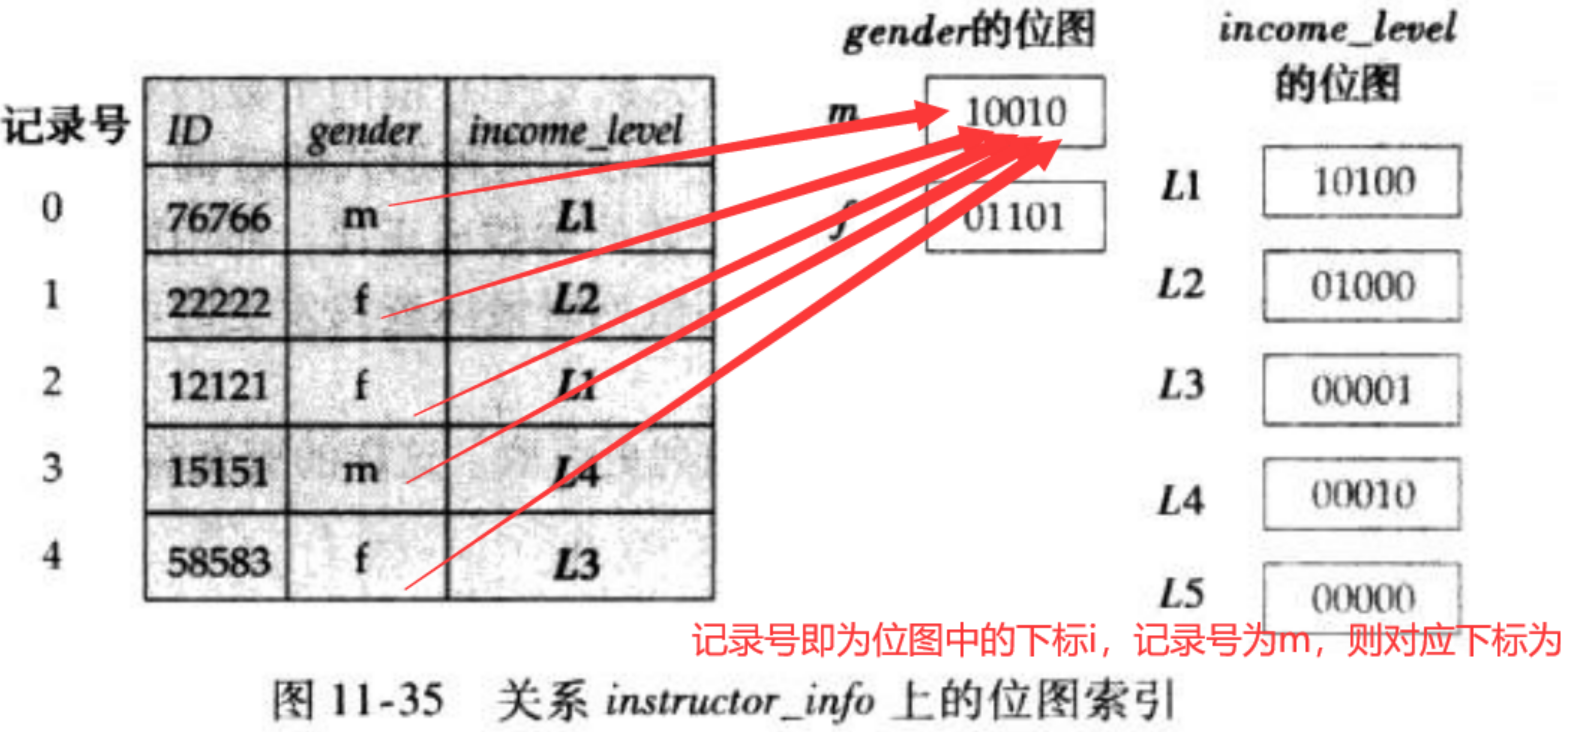 gender的位图
income_level
的位图
记录号 ID gender income_level
m 10010
f 01101
0 76766 m L1
1 22222 f L2
2 12121 f L1
3 15151 m L4
4 58583 f L3
L1 10100
L2 01000
L3 00001
L4 00010
L5 00000
记录号即为位图中的下标i，记录号为m，则对应下标为
图 11-35 关系 instructor_info 上的位图索引